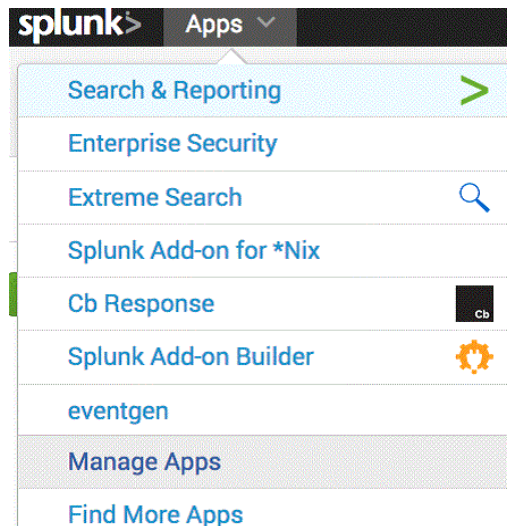 splunk> Apps
Search & Reporting
Enterprise Security
Extreme Search
Splunk Add-on for *Nix
Cb Response
Cb
Splunk Add-on Builder
eventgen
Manage Apps
Find More Apps